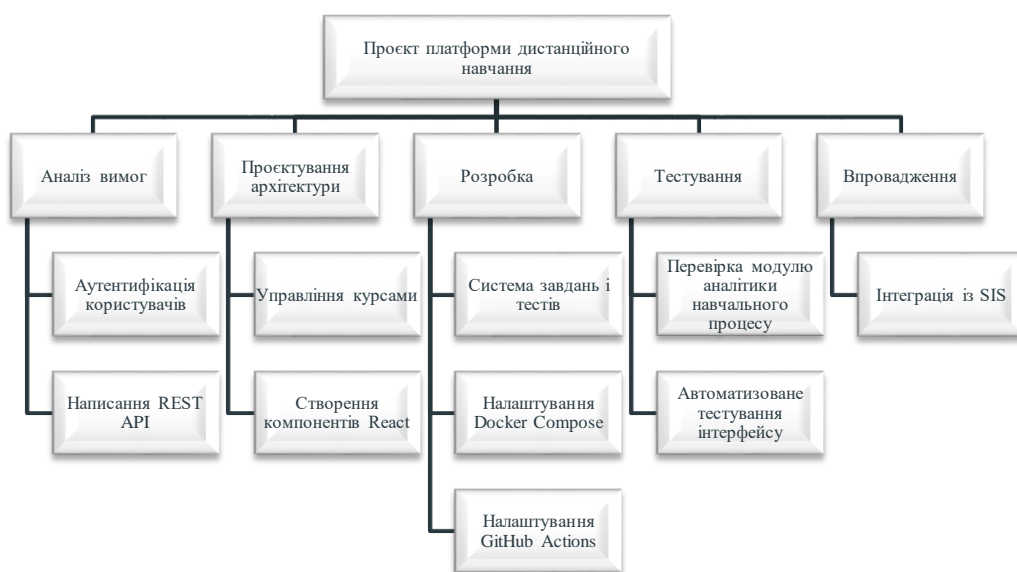 Проєкт платформи дистанційного
навчання
Аналіз вимог
Проєктування
архітектури
Розробка
Тестування
Впровадження
Аутентифікація
користувачів
Управління курсами
Система завдань і
тестів
Перевірка модулю
аналітики
навчального
процесу
Інтеграція із SIS
Написання REST
API
Створення
компонентів React
Налаштування
Docker Compose
Автоматизоване
тестування
інтерфейсу
Налаштування
GitHub Actions